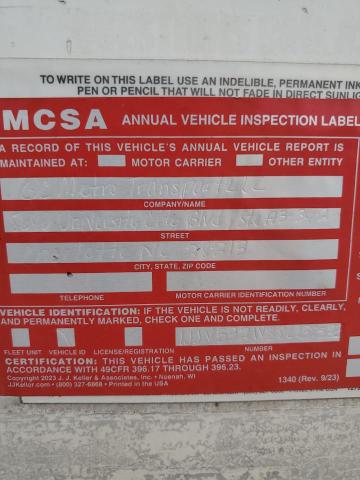 TO WRITE ON THIS LABEL USE AN INDELIBLE, PERMANENT INK
PEN OR PENCIL THAT WILL NOT FADE IN DIRECT SUNLIG
MCSA ANNUAL VEHICLE INSPECTION LABEL
A RECORD OF THIS VEHICLE'S ANNUAL VEHICLE REPORT IS
MAINTAINED AT: MOTOR CARRIER OTHER ENTITY
Metro Transport LLC
COMPANY/NAME
STREET
CITY, STATE, ZIP CODE
TELEPHONE MOTOR CARRIER IDENTIFICATION NUMBER
VEHICLE IDENTIFICATION: IF THE VEHICLE IS NOT READILY, CLEARLY,
AND PERMANENTLY MARKED, CHECK ONE AND COMPLETE:
FLEET UNIT VEHICLE ID LICENSE/REGISTRATION NUMBER
CERTIFICATION: THIS VEHICLE HAS PASSED AN INSPECTION IN
ACCORDANCE WITH 49CFR 396.17 THROUGH 396.23.
Copyright 2023 J. J. Keller & Associates, Inc. • Neenah, WI
JJKeller.com • (800) 327-6868 • Printed in the USA 1340 (Rev. 9/23)